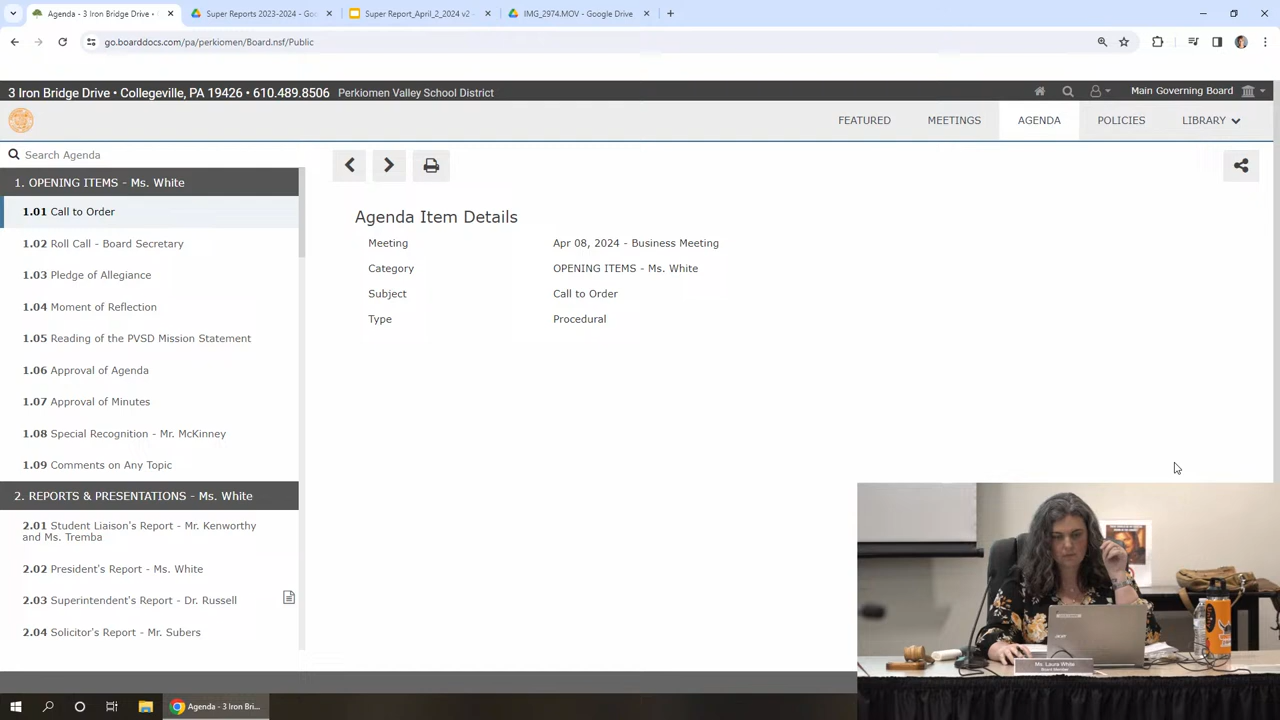 Agenda - 3 Iron Bridge Drive •
Super Reports 2023-2024 - Goo
Super Report_April_2_2024 v2 -
IMG_2974.MOV - Google Drive
go.boarddocs.com/pa/perkiomen/Board.nsf/Public
3 Iron Bridge Drive • Collegeville, PA 19426 • 610.489.8506 Perkiomen Valley School District
Main Governing Board
FEATURED MEETINGS AGENDA POLICIES LIBRARY
Search Agenda
1. OPENING ITEMS - Ms. White
1.01 Call to Order
1.02 Roll Call - Board Secretary
1.03 Pledge of Allegiance
1.04 Moment of Reflection
1.05 Reading of the PVSD Mission Statement
1.06 Approval of Agenda
1.07 Approval of Minutes
1.08 Special Recognition - Mr. McKinney
1.09 Comments on Any Topic
2. REPORTS & PRESENTATIONS - Ms. White
2.01 Student Liaison's Report - Mr. Kenworthy
and Ms. Tremba
2.02 President's Report - Ms. White
2.03 Superintendent's Report - Dr. Russell
2.04 Solicitor's Report - Mr. Subers
Agenda Item Details
Meeting Apr 08, 2024 - Business Meeting
Category OPENING ITEMS - Ms. White
Subject Call to Order
Type Procedural
acer
Ms. Laura White
Board Member
Agenda - 3 Iron Bri...